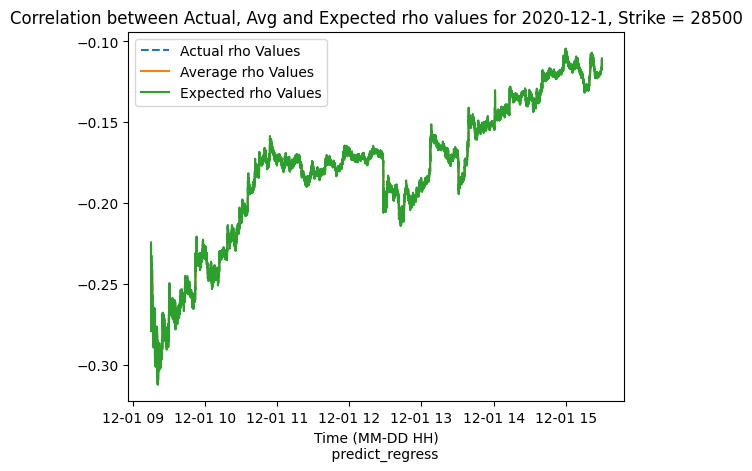 Correlation between Actual, Avg and Expected rho values for 2020-12-1, Strike = 28500
Actual rho Values
Average rho Values
Expected rho Values
−0.10
−0.15
−0.20
−0.25
−0.30
12-01 09 12-01 10 12-01 11 12-01 12 12-01 13 12-01 14 12-01 15
Time (MM-DD HH)
predict_regress